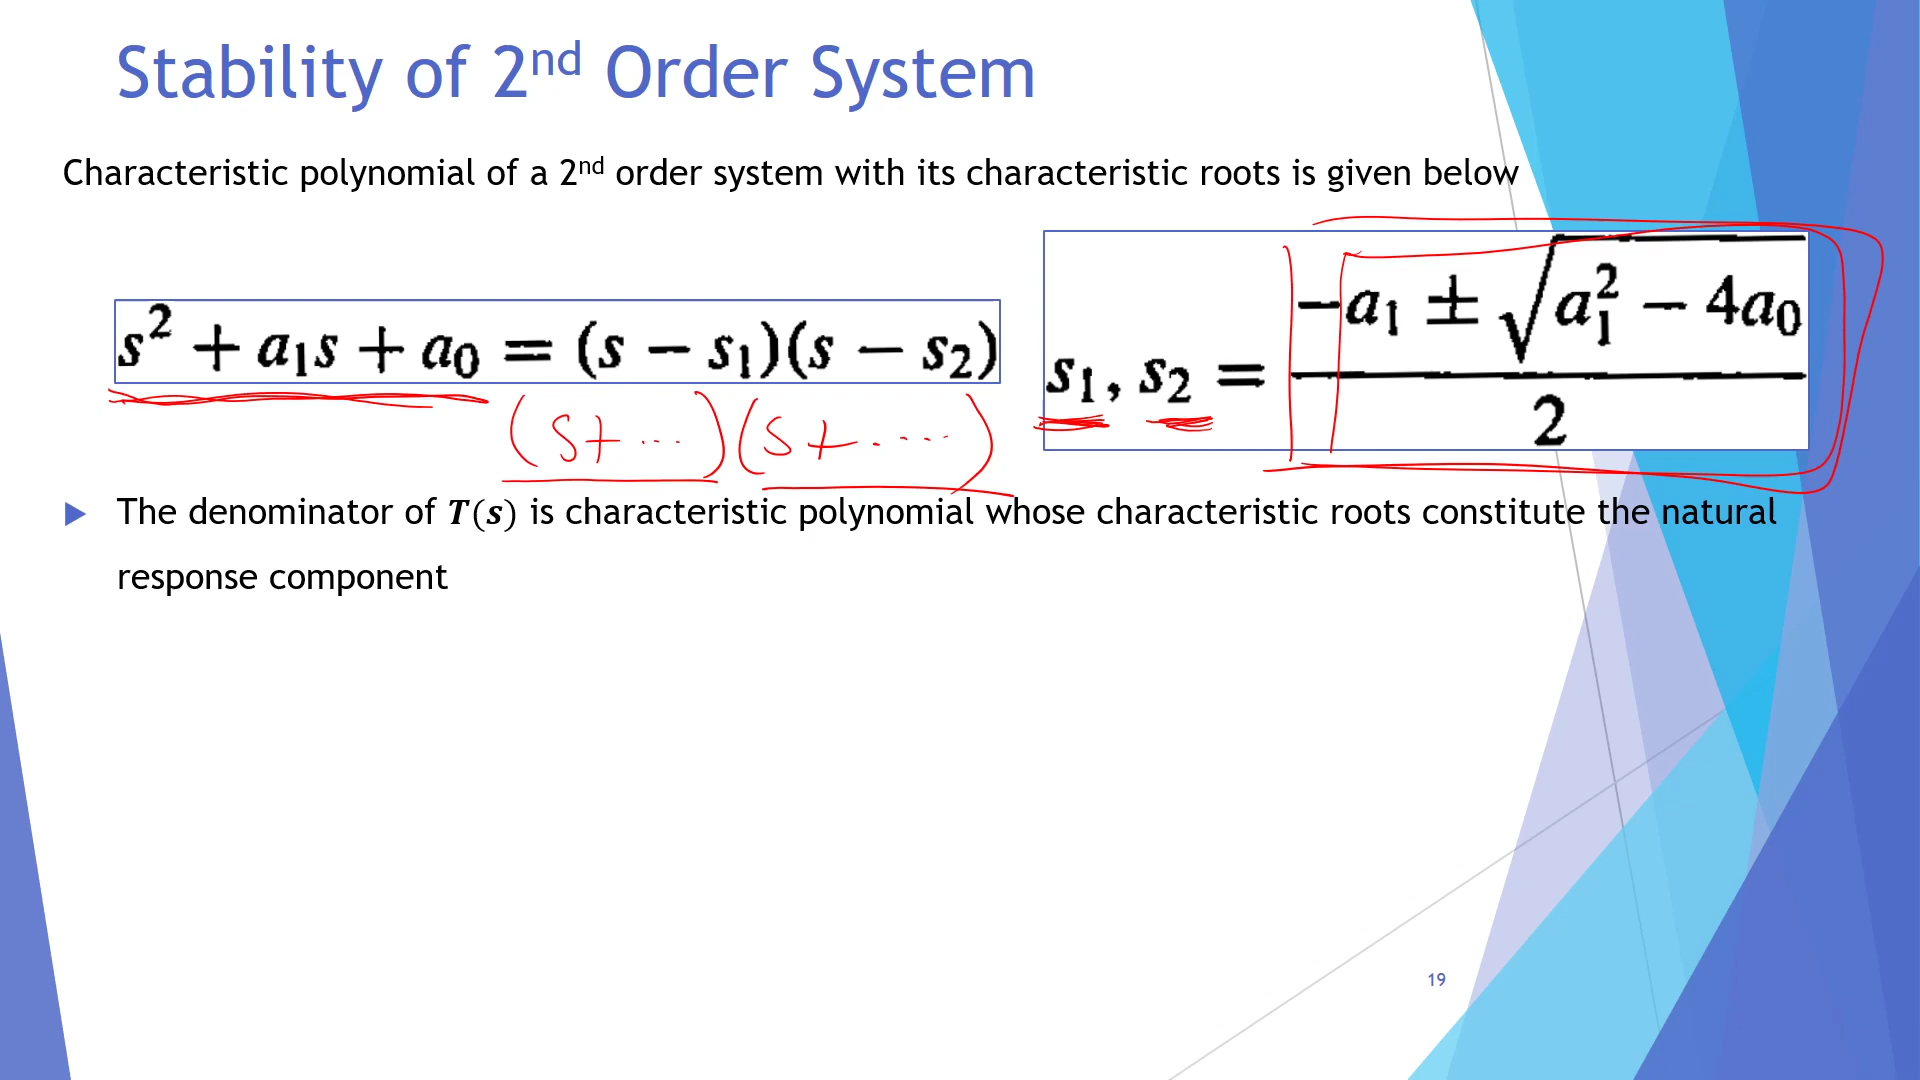 Stability of 2nd Order System
Characteristic polynomial of a 2nd order system with its characteristic roots is given below
s² + a₁s + a₀ = (s − s₁)(s − s₂)
s₁, s₂ = (−a₁ ± √(a₁² − 4a₀)) / 2
(s+ ...)(s+ ....)
▶ The denominator of T(s) is characteristic polynomial whose characteristic roots constitute the natural
response component
19